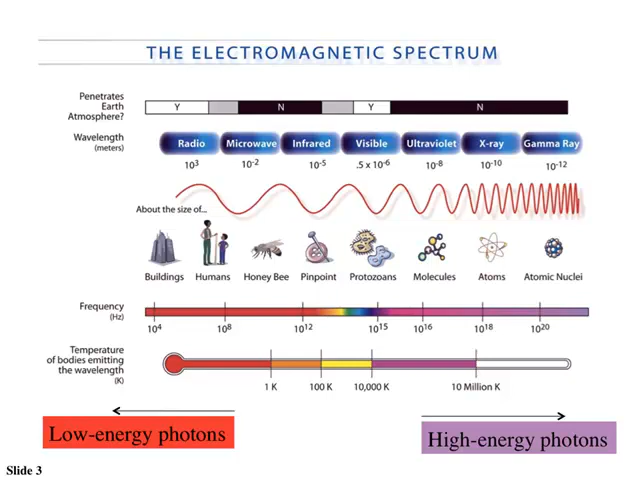 THE ELECTROMAGNETIC SPECTRUM
Penetrates
Earth
Atmosphere?
Y N Y N
Wavelength
(meters)
Radio Microwave Infrared Visible Ultraviolet X-ray Gamma Ray
10³ 10⁻² 10⁻⁵ .5 x 10⁻⁶ 10⁻⁸ 10⁻¹⁰ 10⁻¹²
About the size of...
Buildings Humans Honey Bee Pinpoint Protozoans Molecules Atoms Atomic Nuclei
Frequency
(Hz)
10⁴ 10⁸ 10¹² 10¹⁵ 10¹⁶ 10¹⁸ 10²⁰
Temperature
of bodies emitting
the wavelength
(K)
1 K 100 K 10,000 K 10 Million K
Low-energy photons
High-energy photons
Slide 3